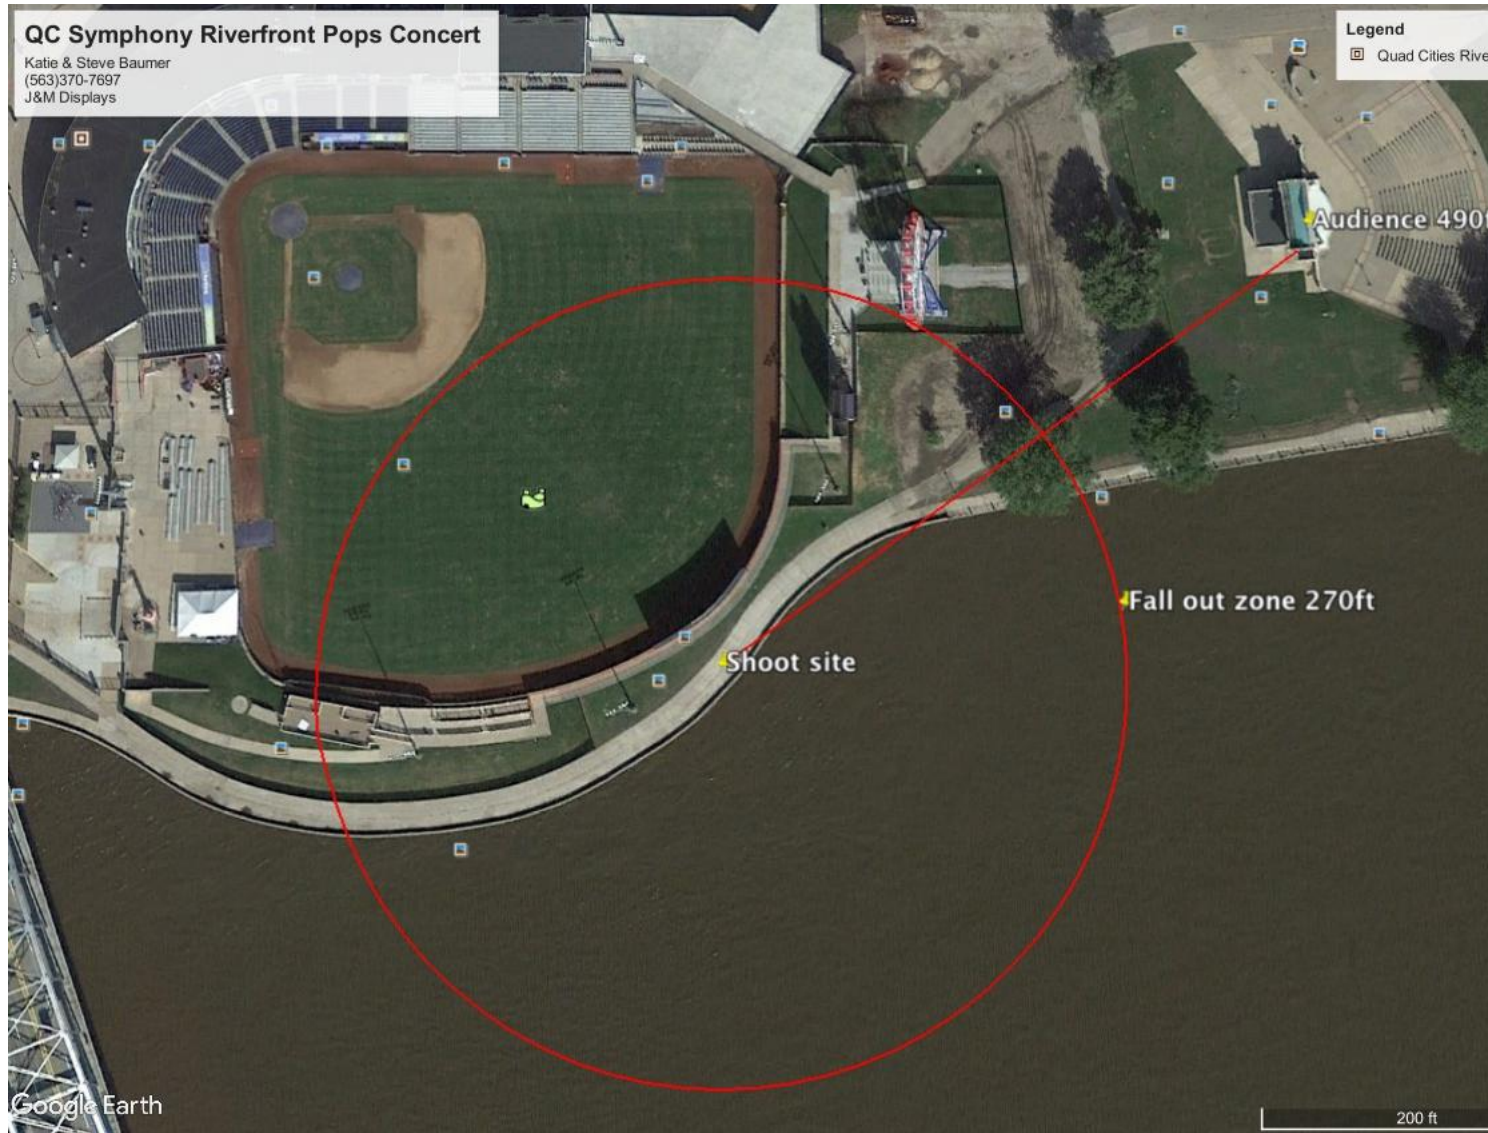 QC Symphony Riverfront Pops Concert
Katie & Steve Baumer
(563)370-7697
J&M Displays
Legend
Quad Cities Rive
Audience 490f
Fall out zone 270ft
Shoot site
Google Earth
200 ft